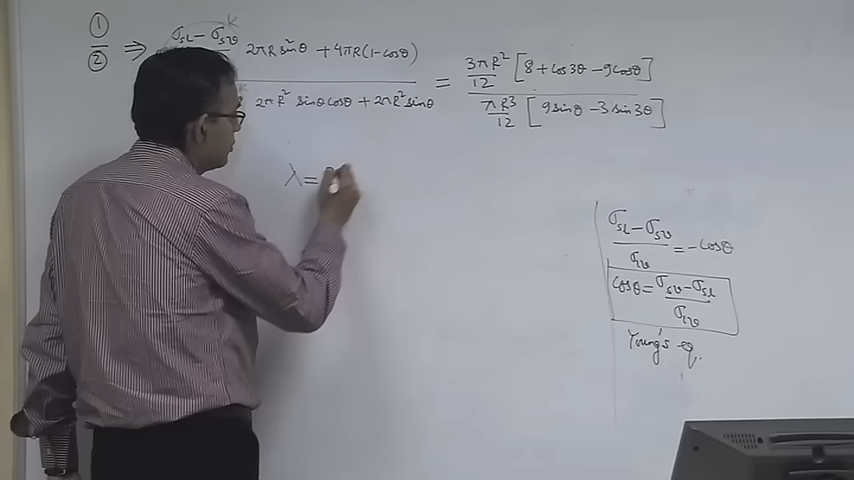 ①/② ⇒ (σsl − σsv)/ K 2πR sin²θ + 4πR(1−cosθ)
K 2πR² sinθ cosθ + 2πR² sinθ
= 3πR²/12 [8 + cos3θ − 9cosθ]
πR³/12 [9sinθ − 3sin3θ]
λ =
(σsl − σsv)/σlv = −cosθ
cosθ = (σsv − σsl)/σlv
Young's eq.